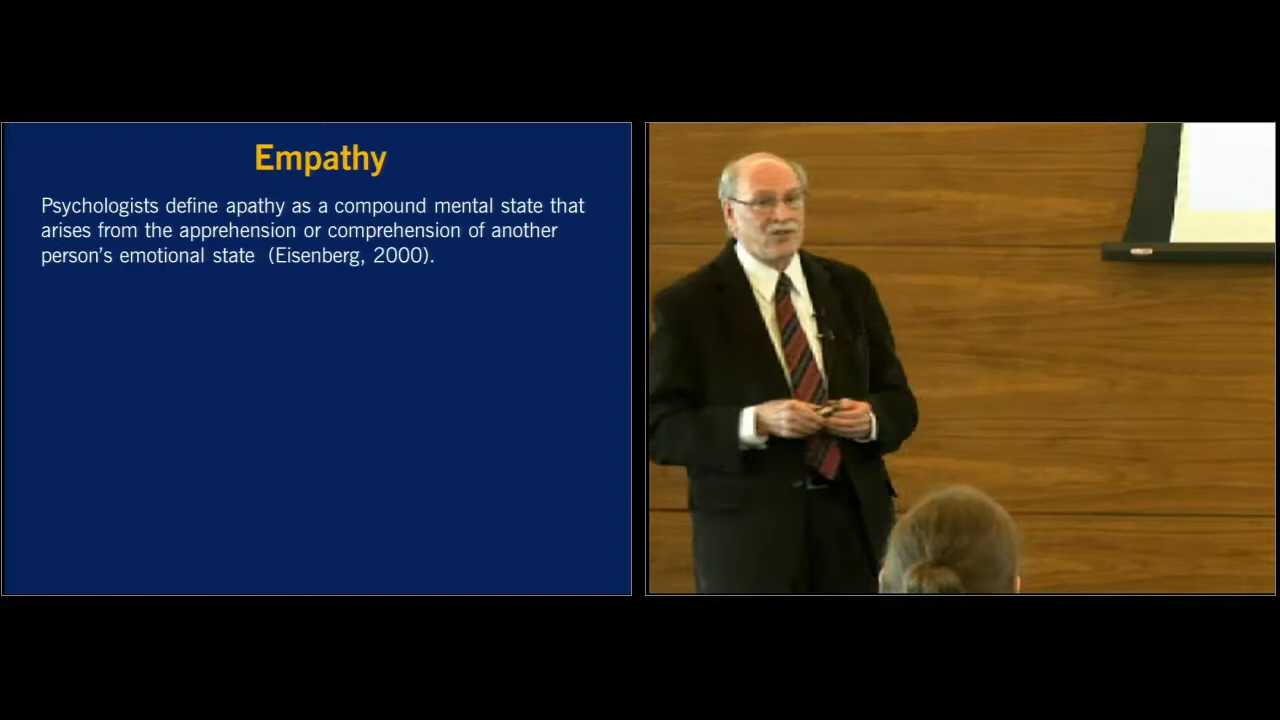 Empathy
Psychologists define apathy as a compound mental state that
arises from the apprehension or comprehension of another
person's emotional state (Eisenberg, 2000).